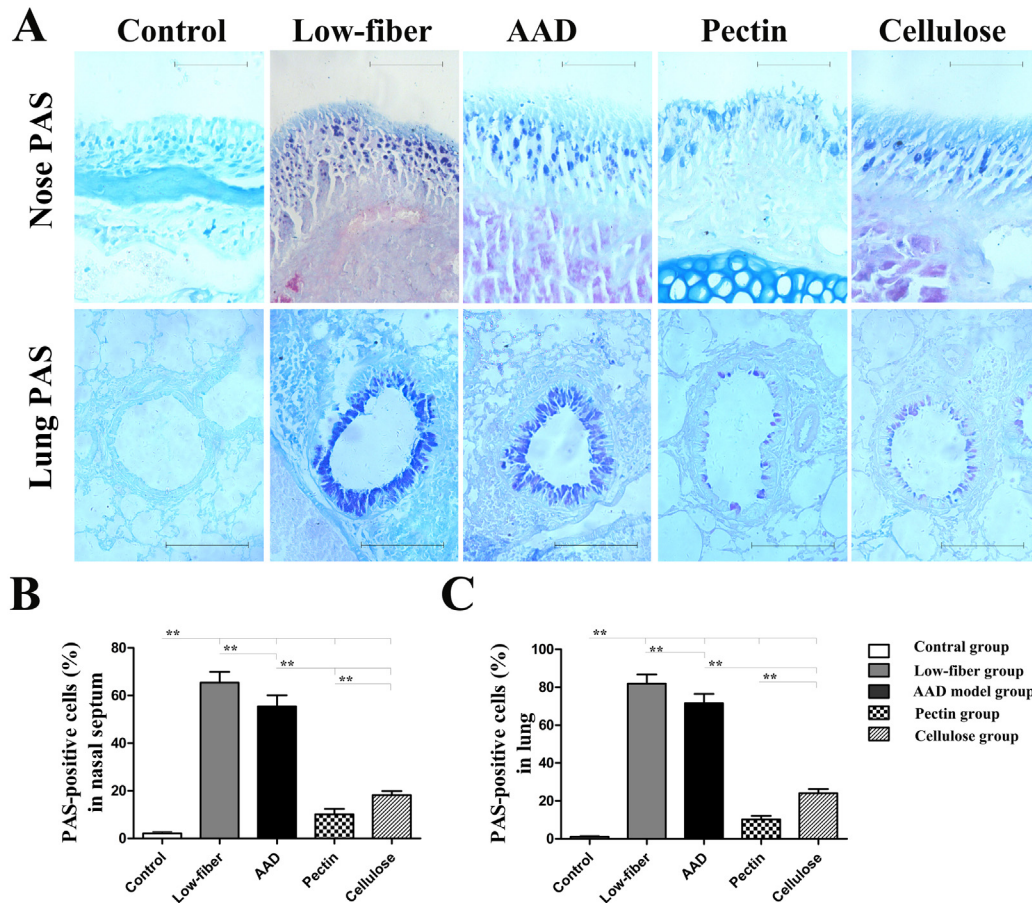 A
Control Low-fiber AAD Pectin Cellulose
Nose PAS
Lung PAS
B
PAS-positive cells (%)
in nasal septum
80
60
40
20
0
**
**
**
**
Control
Low-fiber
AAD
Pectin
Cellulose
C
PAS-positive cells (%)
in lung
100
80
60
40
20
0
**
**
**
**
Control
Low-fiber
AAD
Pectin
Cellulose
Contral group
Low-fiber group
AAD model group
Pectin group
Cellulose group